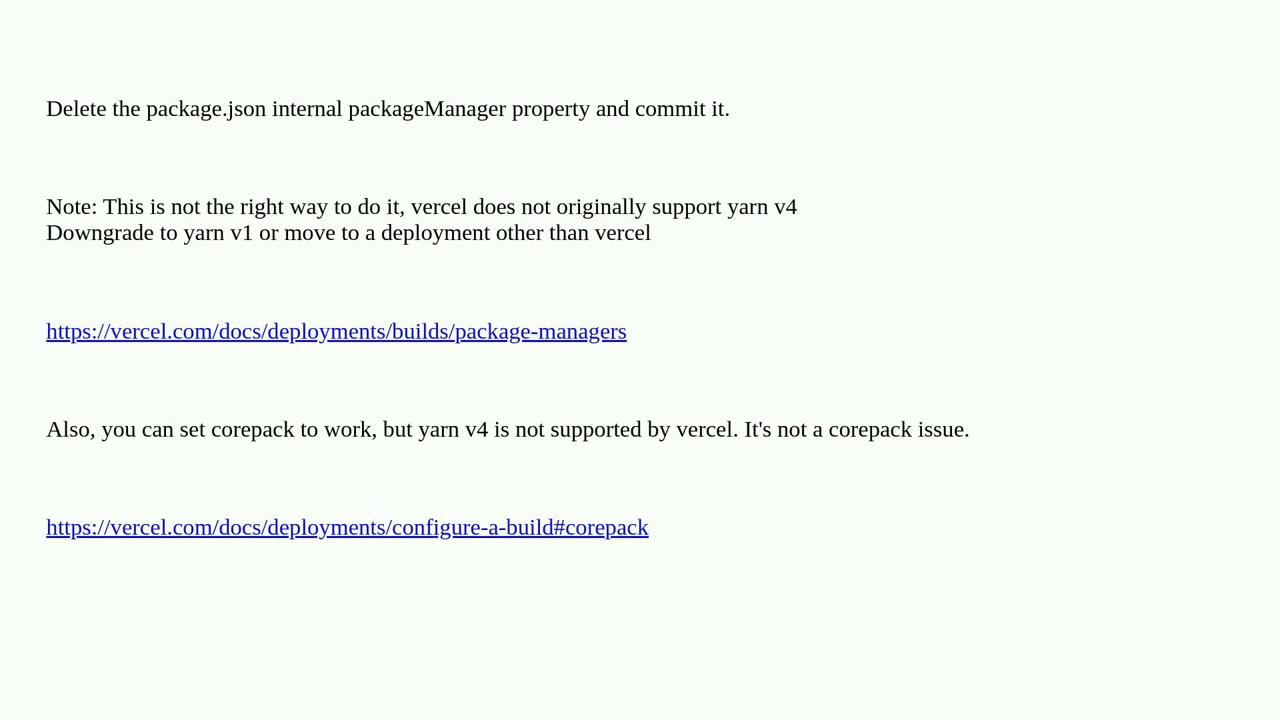 Delete the package.json internal packageManager property and commit it.
Note: This is not the right way to do it, vercel does not originally support yarn v4
Downgrade to yarn v1 or move to a deployment other than vercel
https://vercel.com/docs/deployments/builds/package-managers
Also, you can set corepack to work, but yarn v4 is not supported by vercel. It's not a corepack issue.
https://vercel.com/docs/deployments/configure-a-build#corepack